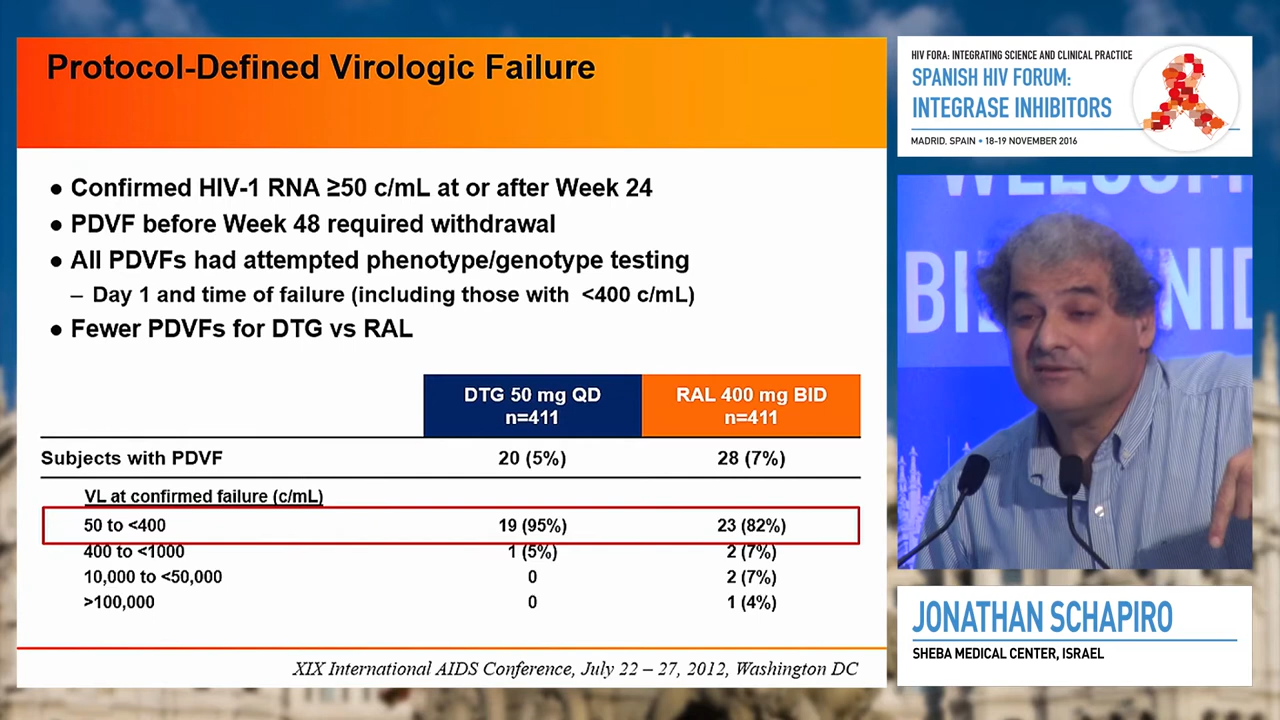 Protocol-Defined Virologic Failure
● Confirmed HIV-1 RNA ≥50 c/mL at or after Week 24
● PDVF before Week 48 required withdrawal
● All PDVFs had attempted phenotype/genotype testing
– Day 1 and time of failure (including those with <400 c/mL)
● Fewer PDVFs for DTG vs RAL
DTG 50 mg QD RAL 400 mg BID
n=411 n=411
Subjects with PDVF 20 (5%) 28 (7%)
VL at confirmed failure (c/mL)
50 to <400 19 (95%) 23 (82%)
400 to <1000 1 (5%) 2 (7%)
10,000 to <50,000 0 2 (7%)
>100,000 0 1 (4%)
XIX International AIDS Conference, July 22 – 27, 2012, Washington DC
HIV FORA: INTEGRATING SCIENCE AND CLINICAL PRACTICE
SPANISH HIV FORUM:
INTEGRASE INHIBITORS
MADRID, SPAIN • 18-19 NOVEMBER 2016
JONATHAN SCHAPIRO
SHEBA MEDICAL CENTER, ISRAEL